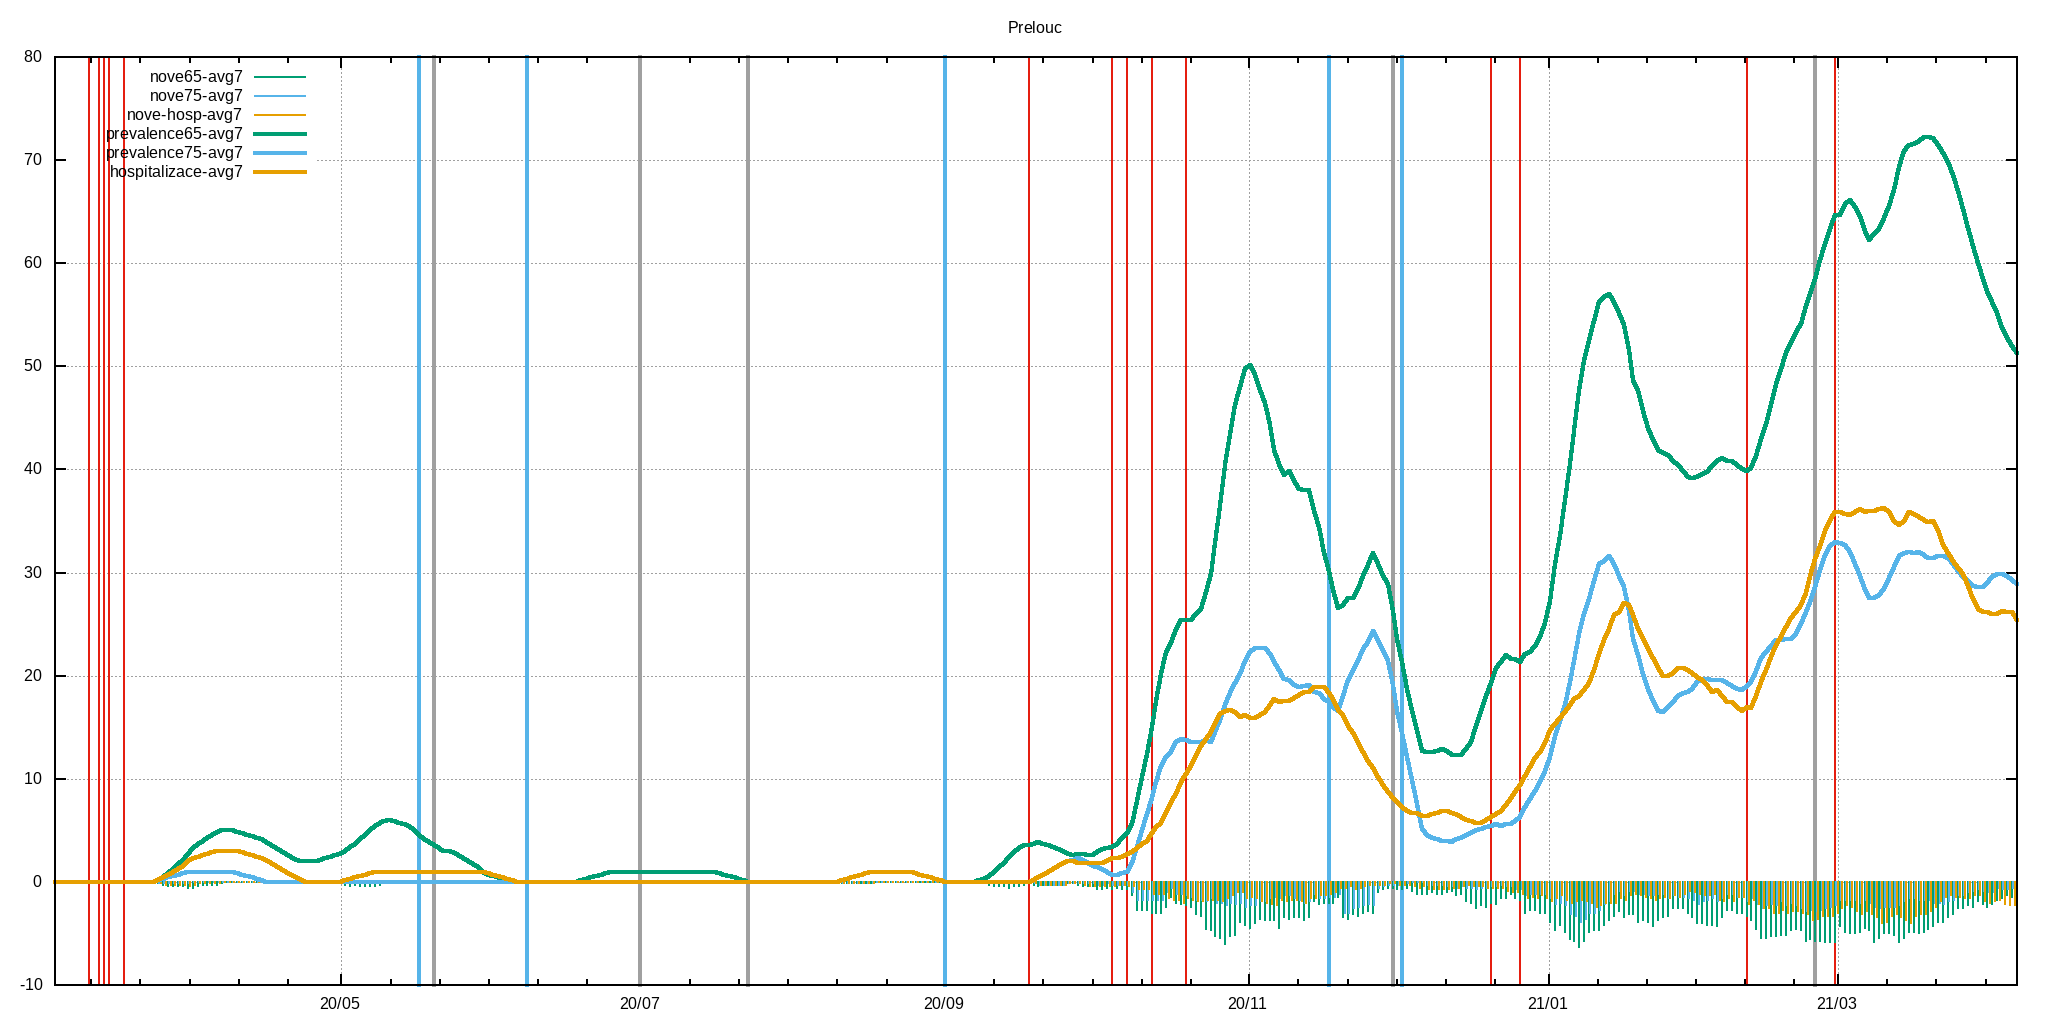 Prelouc
80
70
60
50
40
30
20
10
0
-10
nove65-avg7
nove75-avg7
nove-hosp-avg7
prevalence65-avg7
prevalence75-avg7
hospitalizace-avg7
20/05 20/07 20/09 20/11 21/01 21/03